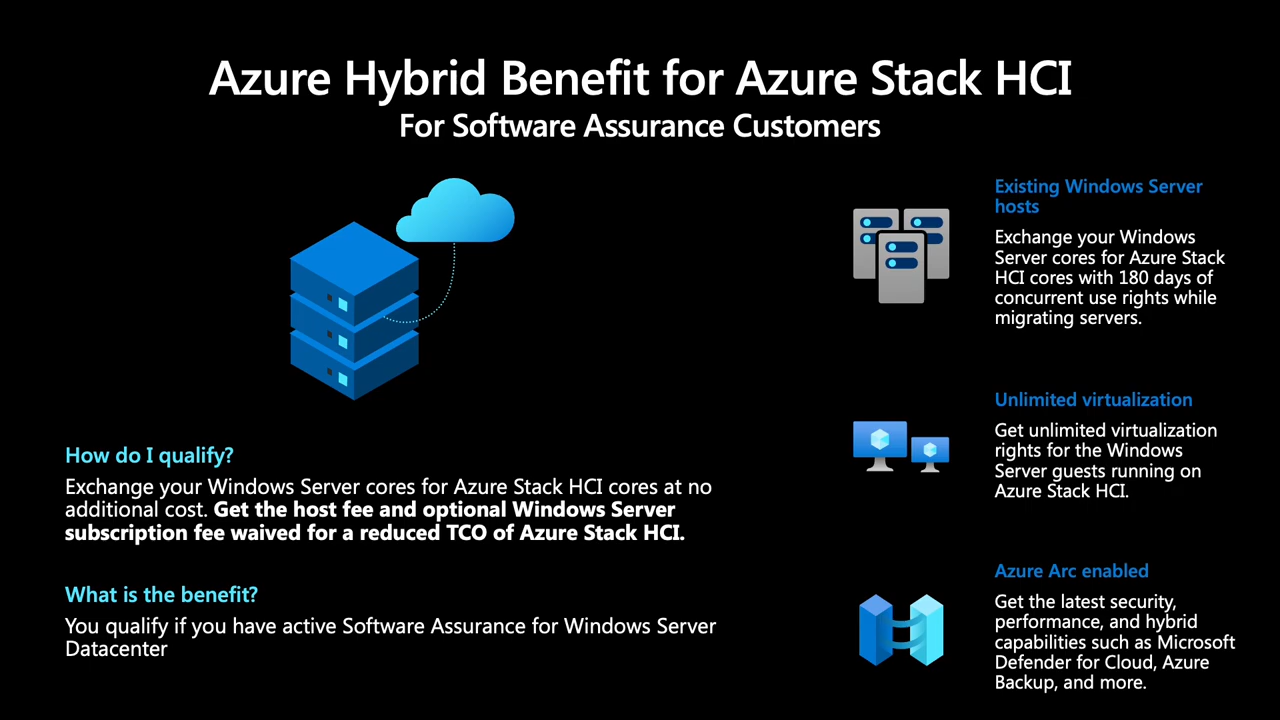 Azure Hybrid Benefit for Azure Stack HCI
For Software Assurance Customers
How do I qualify?
Exchange your Windows Server cores for Azure Stack HCI cores at no
additional cost. Get the host fee and optional Windows Server
subscription fee waived for a reduced TCO of Azure Stack HCI.
What is the benefit?
You qualify if you have active Software Assurance for Windows Server
Datacenter
Existing Windows Server
hosts
Exchange your Windows
Server cores for Azure Stack
HCI cores with 180 days of
concurrent use rights while
migrating servers.
Unlimited virtualization
Get unlimited virtualization
rights for the Windows
Server guests running on
Azure Stack HCI.
Azure Arc enabled
Get the latest security,
performance, and hybrid
capabilities such as Microsoft
Defender for Cloud, Azure
Backup, and more.